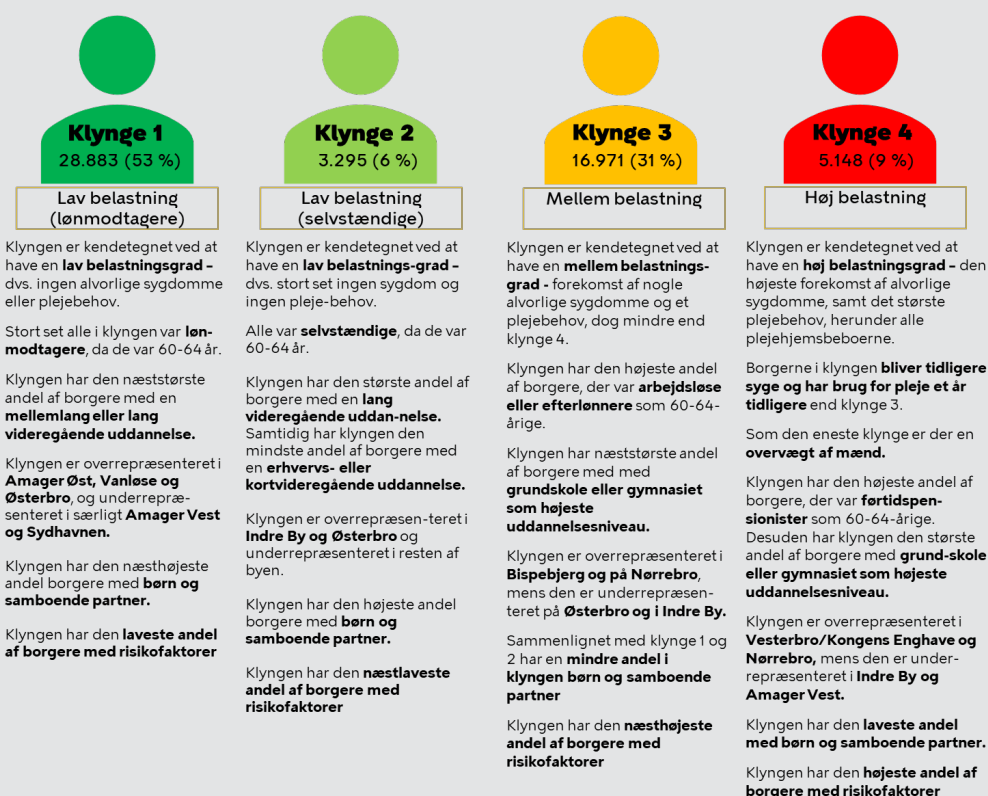 Klynge 1
28.883 (53 %)
Lav belastning
(lønmodtagere)
Klyngen er kendetegnet ved at
have en lav belastningsgrad –
dvs. ingen alvorlige sygdomme
eller plejebehov.
Stort set alle i klyngen var løn-
modtagere, da de var 60-64 år.
Klyngen har den næststørste
andel af borgere med en
mellemlang eller lang
videregående uddannelse.
Klyngen er overrepræsenteret i
Amager Øst, Vanløse og
Østerbro, og underrepræ-
senteret i særligt Amager Vest
og Sydhavnen.
Klyngen har den næsthøjeste
andel borgere med børn og
samboende partner.
Klyngen har den laveste andel
af borgere med risikofaktorer
Klynge 2
3.295 (6 %)
Lav belastning
(selvstændige)
Klyngen er kendetegnet ved at
have en lav belastnings-grad –
dvs. stort set ingen sygdom og
ingen pleje-behov.
Alle var selvstændige, da de var
60-64 år.
Klyngen har den største andel af
borgere med en lang
videregående uddan-nelse.
Samtidig har klyngen den
mindste andel af borgere med
en erhvervs- eller
kortvideregående uddannelse.
Klyngen er overrepræsen-teret i
Indre By og Østerbro og
underrepræsenteret i resten af
byen.
Klyngen har den højeste andel
borgere med børn og
samboende partner.
Klyngen har den næstlaveste
andel af borgere med
risikofaktorer
Klynge 3
16.971 (31 %)
Mellem belastning
Klyngen er kendetegnet ved at
have en mellem belastnings-
grad - forekomst af nogle
alvorlige sygdomme og et
plejebehov, dog mindre end
klynge 4.
Klyngen har den højeste andel
af borgere, der var arbejdsløse
eller efterlønnere som 60-64-
årige.
Klyngen har næststørste andel
af borgere med med
grundskole eller gymnasiet
som højeste
uddannelsesniveau.
Klyngen er overrepræsenteret i
Bispebjerg og på Nørrebro,
mens den er underrepræsen-
teret på Østerbro og i Indre By.
Sammenlignet med klynge 1 og
2 har en mindre andel i
klyngen børn og samboende
partner
Klyngen har den næsthøjeste
andel af borgere med
risikofaktorer
Klynge 4
5.148 (9 %)
Høj belastning
Klyngen er kendetegnet ved at
have en høj belastningsgrad – den
højeste forekomst af alvorlige
sygdomme, samt det største
plejebehov, herunder alle
plejehjemsbeboerne.
Borgerne i klyngen bliver tidligere
syge og har brug for pleje et år
tidligere end klynge 3.
Som den eneste klynge er der en
overvægt af mænd.
Klyngen har den højeste andel af
borgere, der var førtidspen-
sionister som 60-64-årige.
Desuden har klyngen den største
andel af borgere med grund-skole
eller gymnasiet som højeste
uddannelsesniveau.
Klyngen er overrepræsenteret i
Vesterbro/Kongens Enghave og
Nørrebro, mens den er under-
repræsenteret i Indre By og
Amager Vest.
Klyngen har den laveste andel
med børn og samboende partner.
Klyngen har den højeste andel af
borgere med risikofaktorer